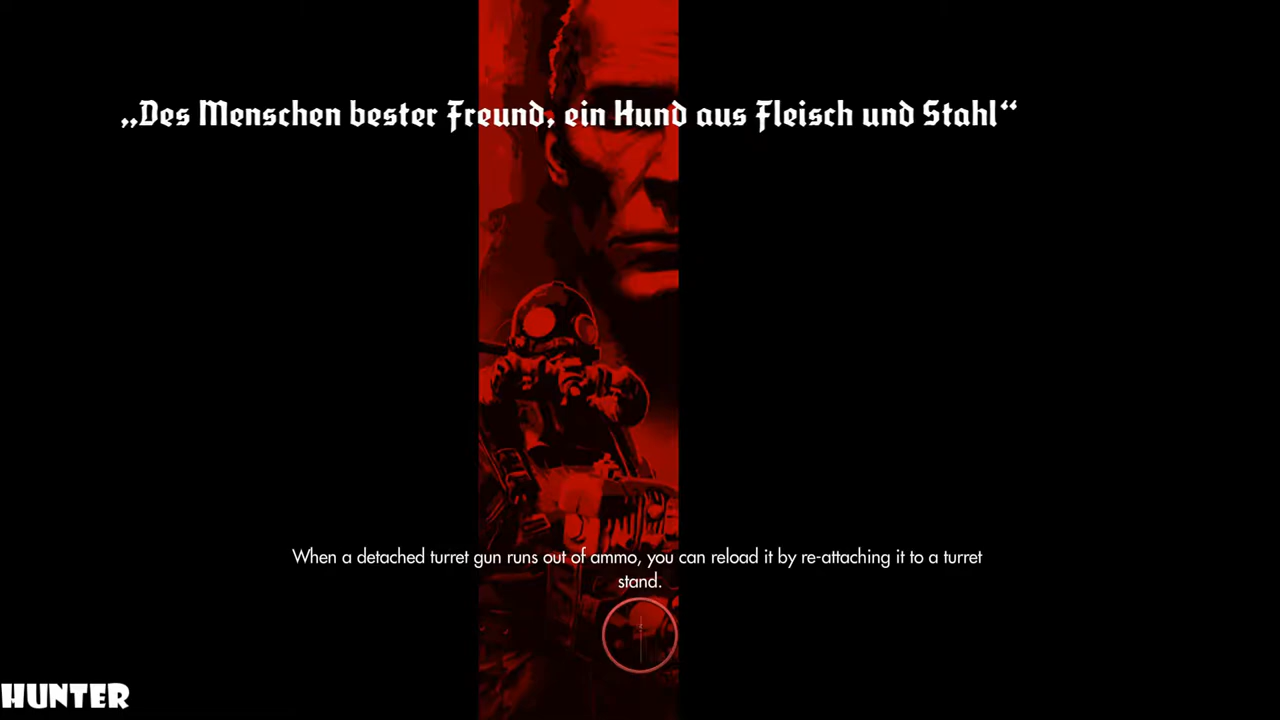 „Des Menschen bester Freund, ein Hund aus Fleisch und Stahl“
When a detached turret gun runs out of ammo, you can reload it by re-attaching it to a turret
stand.
HUNTER